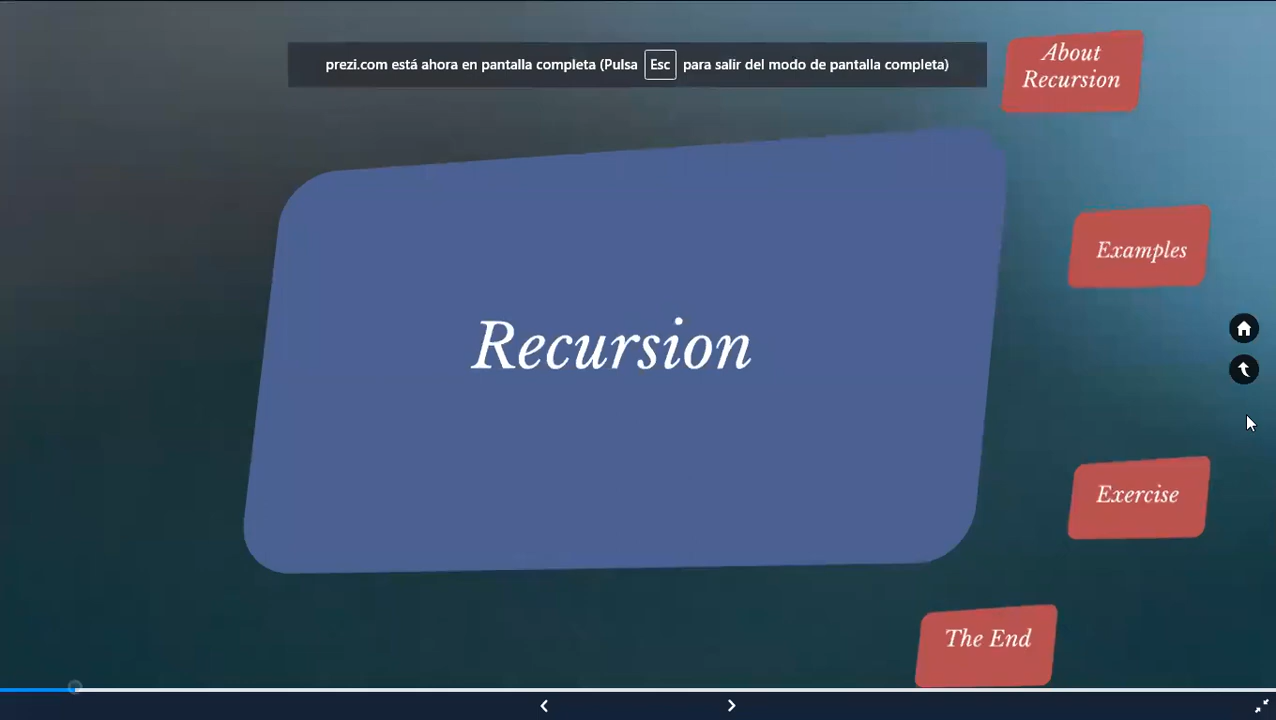 prezi.com está ahora en pantalla completa (Pulsa Esc para salir del modo de pantalla completa)
About
Recursion
Examples
Recursion
Exercise
The End